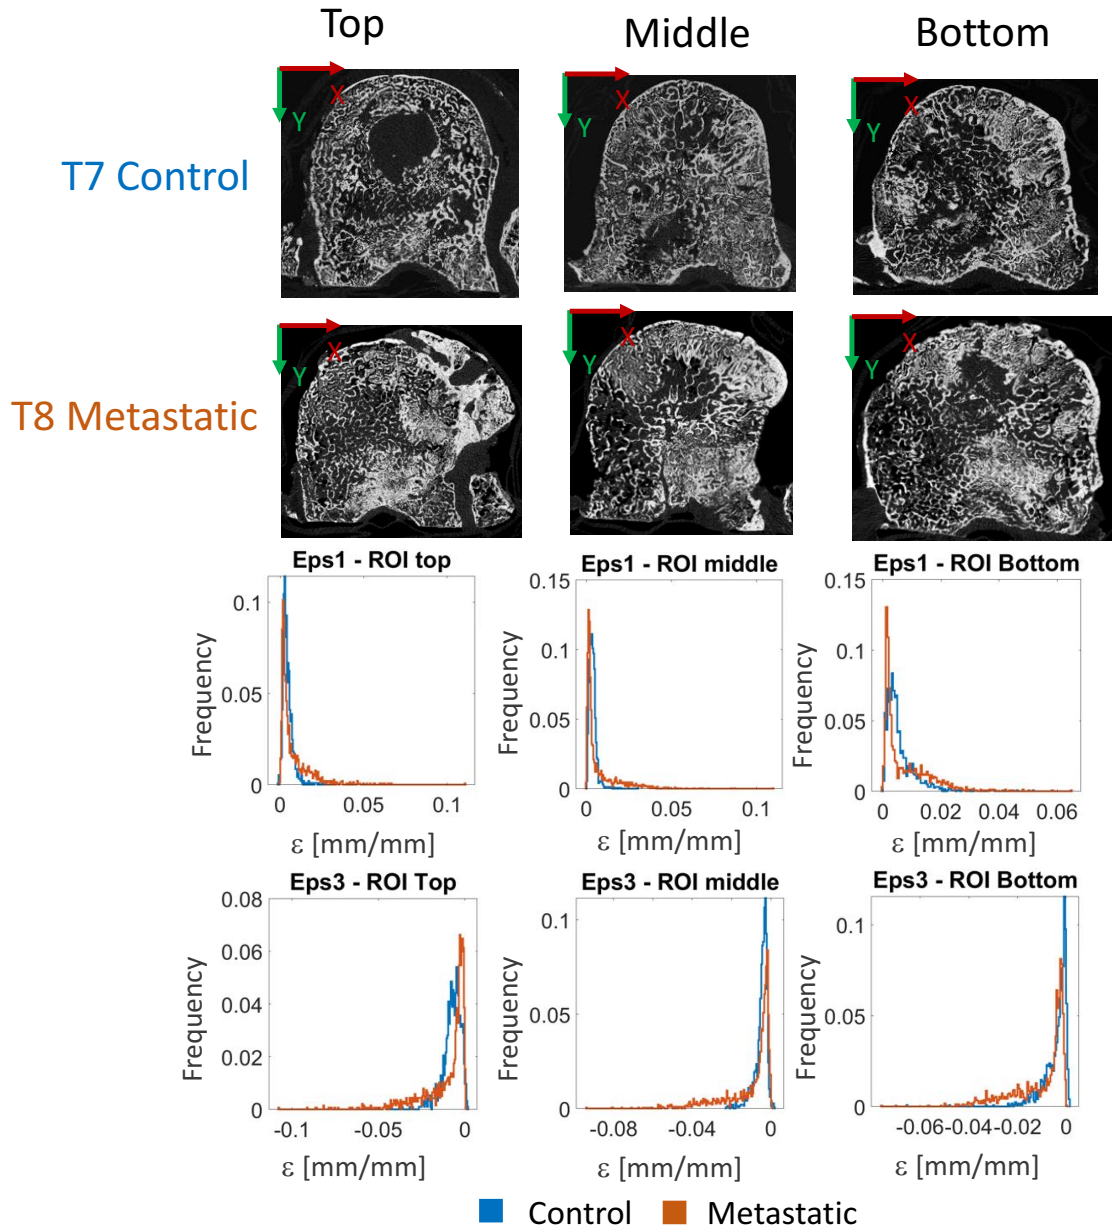 Top Middle Bottom
T7 Control
X Y X Y X Y
T8 Metastatic
X Y X Y X Y
Eps1 - ROI top Eps1 - ROI middle Eps1 - ROI Bottom
Frequency Frequency Frequency
0.1 0.05 0
0 0.05 0.1
0.15 0.1 0.05 0
0 0.05 0.1
0.15 0.1 0.05 0
0 0.02 0.04 0.06
ε [mm/mm] ε [mm/mm] ε [mm/mm]
Eps3 - ROI Top Eps3 - ROI middle Eps3 - ROI Bottom
Frequency Frequency Frequency
0.08 0.06 0.04 0.02 0
-0.1 -0.05 0
0.1 0.05 0
-0.08 -0.04 0
0.1 0.05 0
-0.06 -0.04 -0.02 0
ε [mm/mm] ε [mm/mm] ε [mm/mm]
Control Metastatic